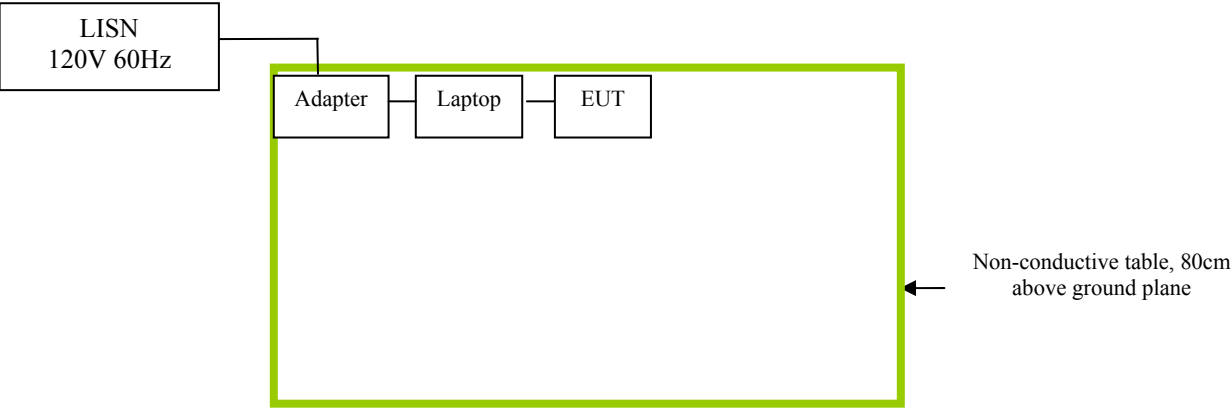 LISN
120V 60Hz
Adapter
Laptop
EUT
Non-conductive table, 80cm
above ground plane